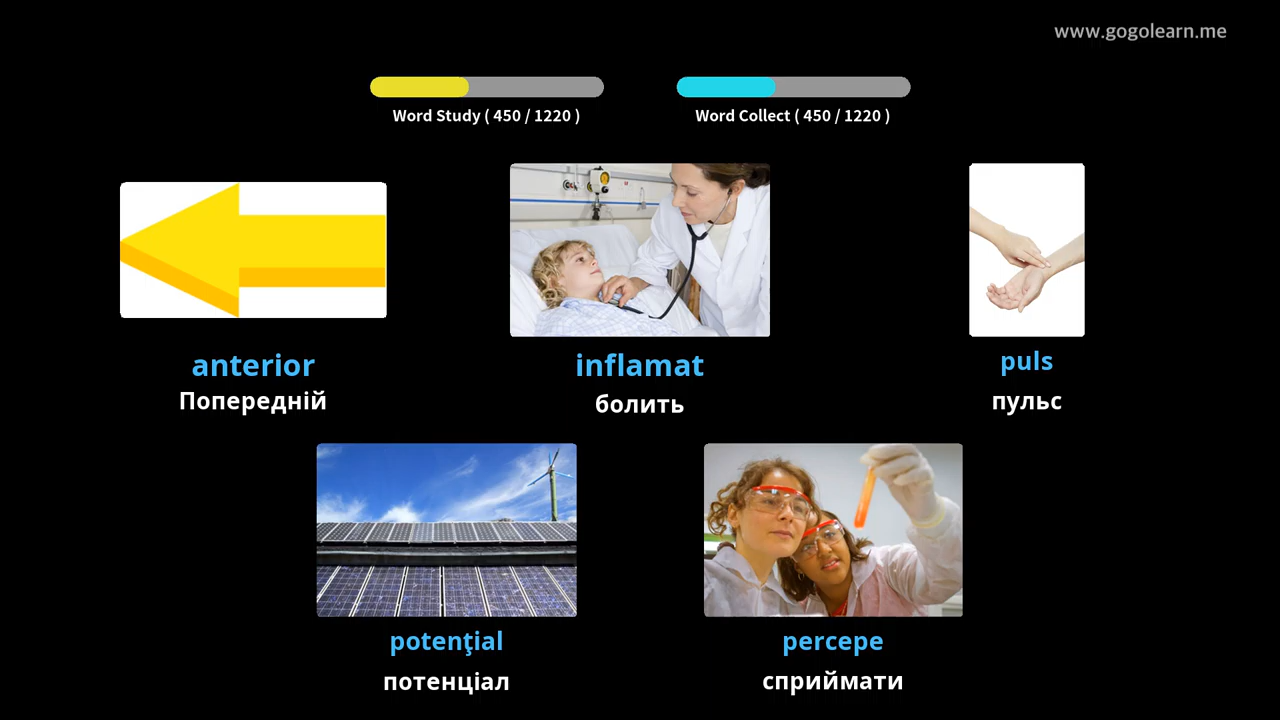 www.gogolearn.me
Word Study ( 450 / 1220 )
Word Collect ( 450 / 1220 )
anterior
Попередній
inflamat
болить
puls
пульс
potenţial
потенціал
percepe
сприймати